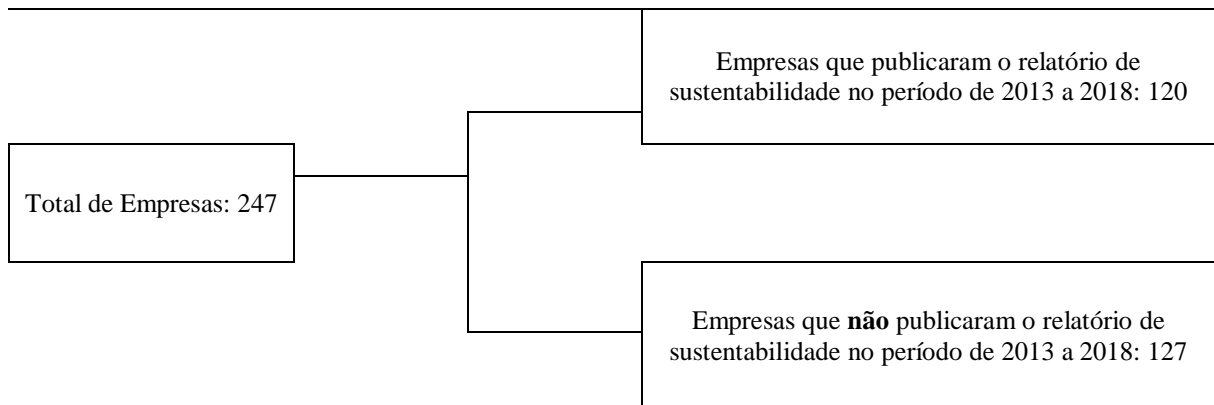 Empresas que publicaram o relatório de
sustentabilidade no período de 2013 a 2018: 120
Total de Empresas: 247
Empresas que não publicaram o relatório de
sustentabilidade no período de 2013 a 2018: 127